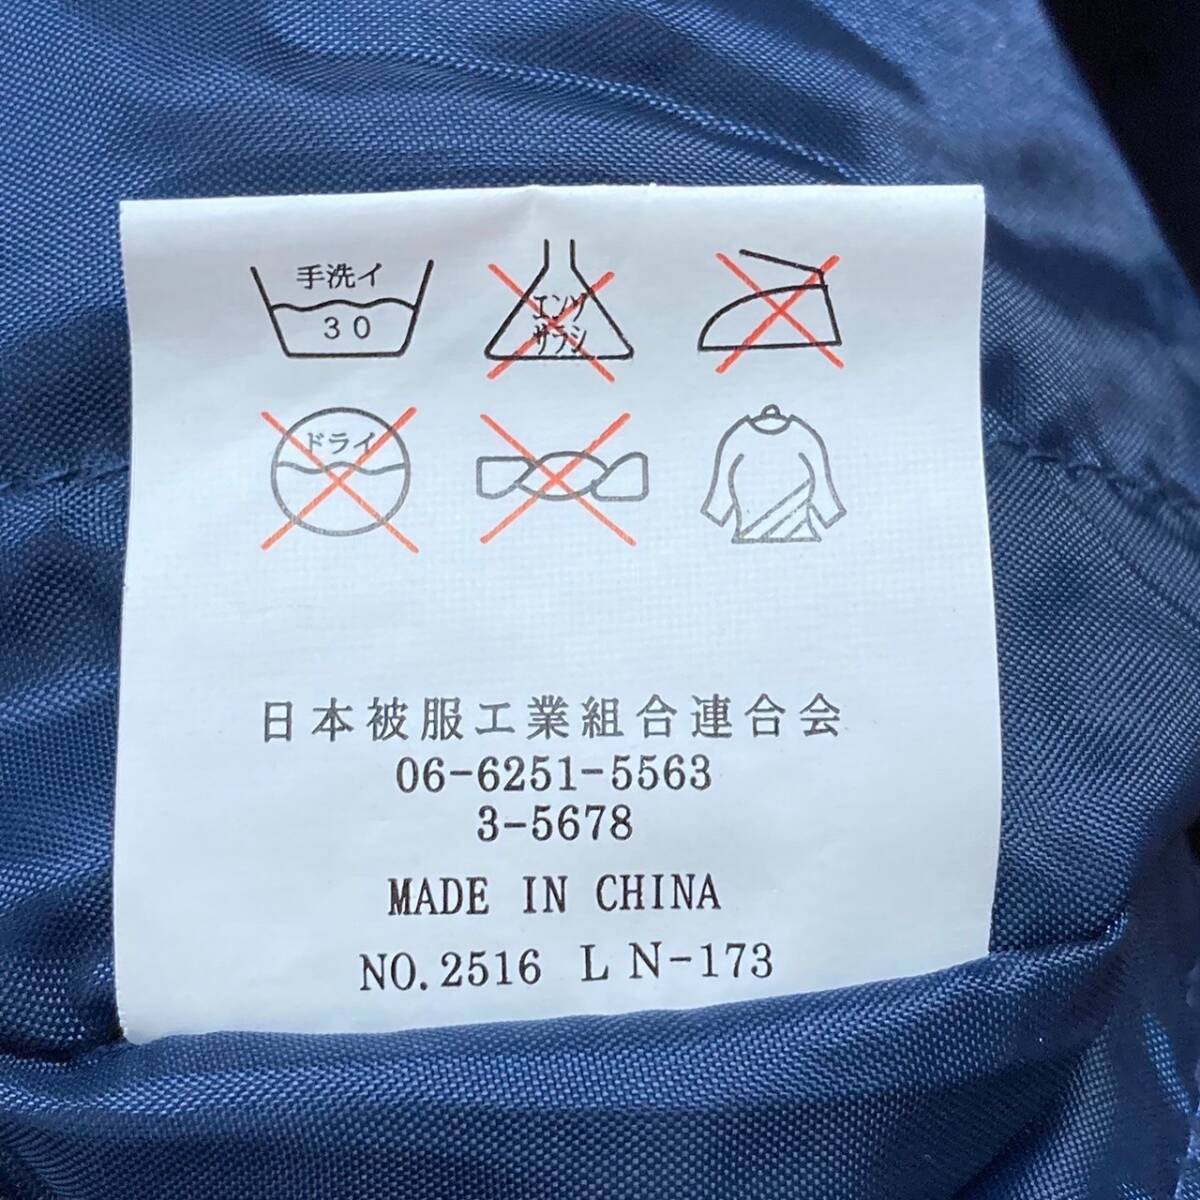 手洗イ
30
エンソ
サラシ
ドライ
日本被服工業組合連合会
06-6251-5563
3-5678
MADE IN CHINA
NO.2516 L N-173